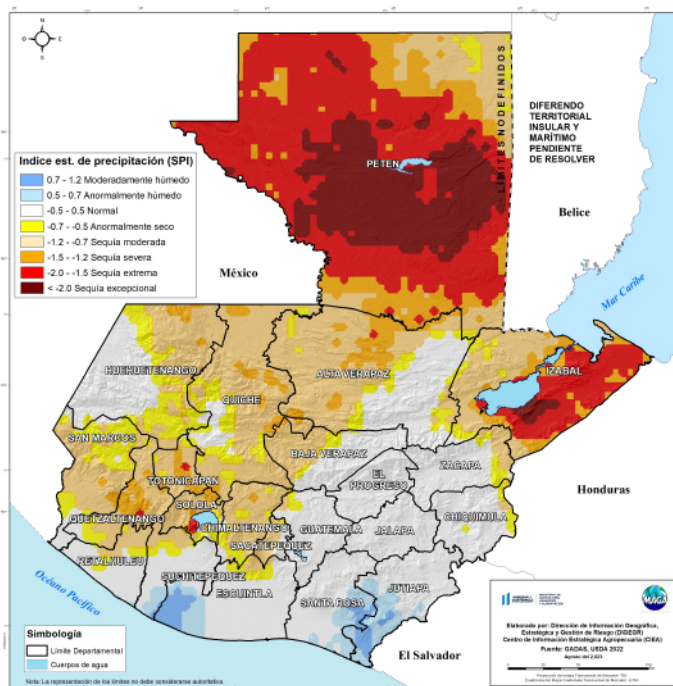 N
O
E
S
DIFERENDO
TERRITORIAL
INSULAR Y
MARÍTIMO
PENDIENTE
DE RESOLVER
LÍMITES NO DEFINIDOS
PETEN
Belice
Indice est. de precipitación (SPI)
0.7 - 1.2 Moderadamente húmedo
0.5 - 0.7 Anormalmente húmedo
-0.5 - 0.5 Normal
-0.7 - -0.5 Anormalmente seco
-1.2 - -0.7 Sequía moderada
-1.5 - -1.2 Sequía severa
-2.0 - -1.5 Sequía extrema
< -2.0 Sequía excepcional
México
Mar Caribe
HUEHUETENANGO
ALTA VERAPAZ
IZABAL
QUICHE
SAN MARCOS
BAJA VERAPAZ
ZACAPA
TOTONICAPAN
EL
PROGRESO
Honduras
SOLOLA
QUETZALTENANGO
CHIMALTENANGO
GUATEMALA
JALAPA
CHIQUIMULA
SACATEPEQUEZ
RETALHULEU
SUCHITEPEQUEZ
ESCUINTLA
SANTA ROSA
JUTIAPA
Océano Pacífico
El Salvador
Simbología
Límite Departamental
Cuerpos de agua
MAGA
Elaborado por: Dirección de Información Geográfica,
Estratégica y Gestión de Riesgo (DIGEGR)
Centro de Información Estratégica Agropecuaria (CIEA)
Fuente: GADAS, USDA 2022
Agosto del 2,023
Nota: La representación de los límites no debe considerarse autoritativa.